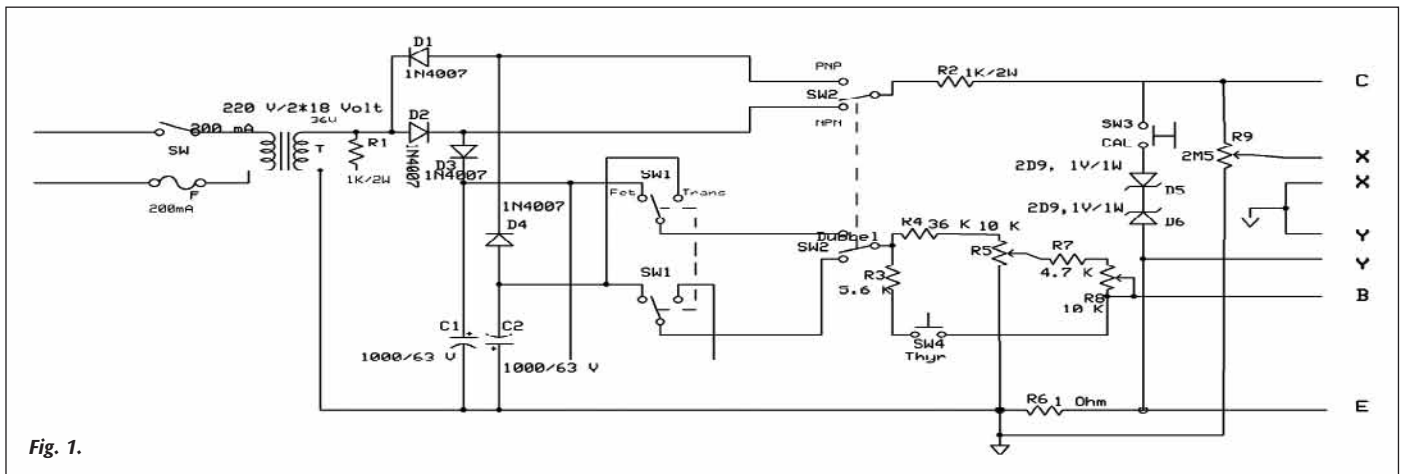 D1
1N4007
PNP
SW2
NPN
R2 1K/2W
C
220 V/2*18 Volt
36V
200 mA
SW
T
R1
1K/2W
D2
1N4007
D3
1N4007
SW3
CAL
R9
2M5
X
2D9, 1V/1W
D5
X
F
200mA
1N4007
D4
SW1
Fet
Trans
2D9,1V/1W
D6
Dubbel
SW2
R4 36 K
10 K
R5
R7
4.7 K
Y
Y
SW1
R3
5.6 K
R8
10 K
B
C1
C2
1000/63 V
1000/63 V
SW4
Thyr
R6 1 Ohm
E
Fig. 1.